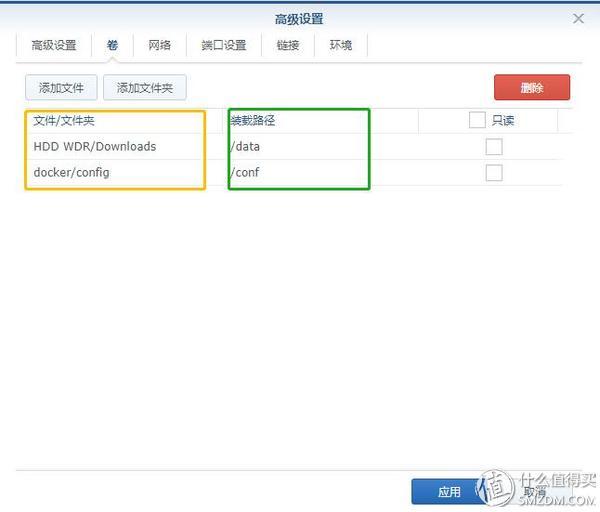 高级设置
高级设置 卷 网络 端口设置 链接 环境
添加文件 添加文件夹 删除
文件/文件夹 装载路径 只读
HDD WDR/Downloads /data
docker/config /conf
应用 取消
值 什么值得买
SMZDM.COM